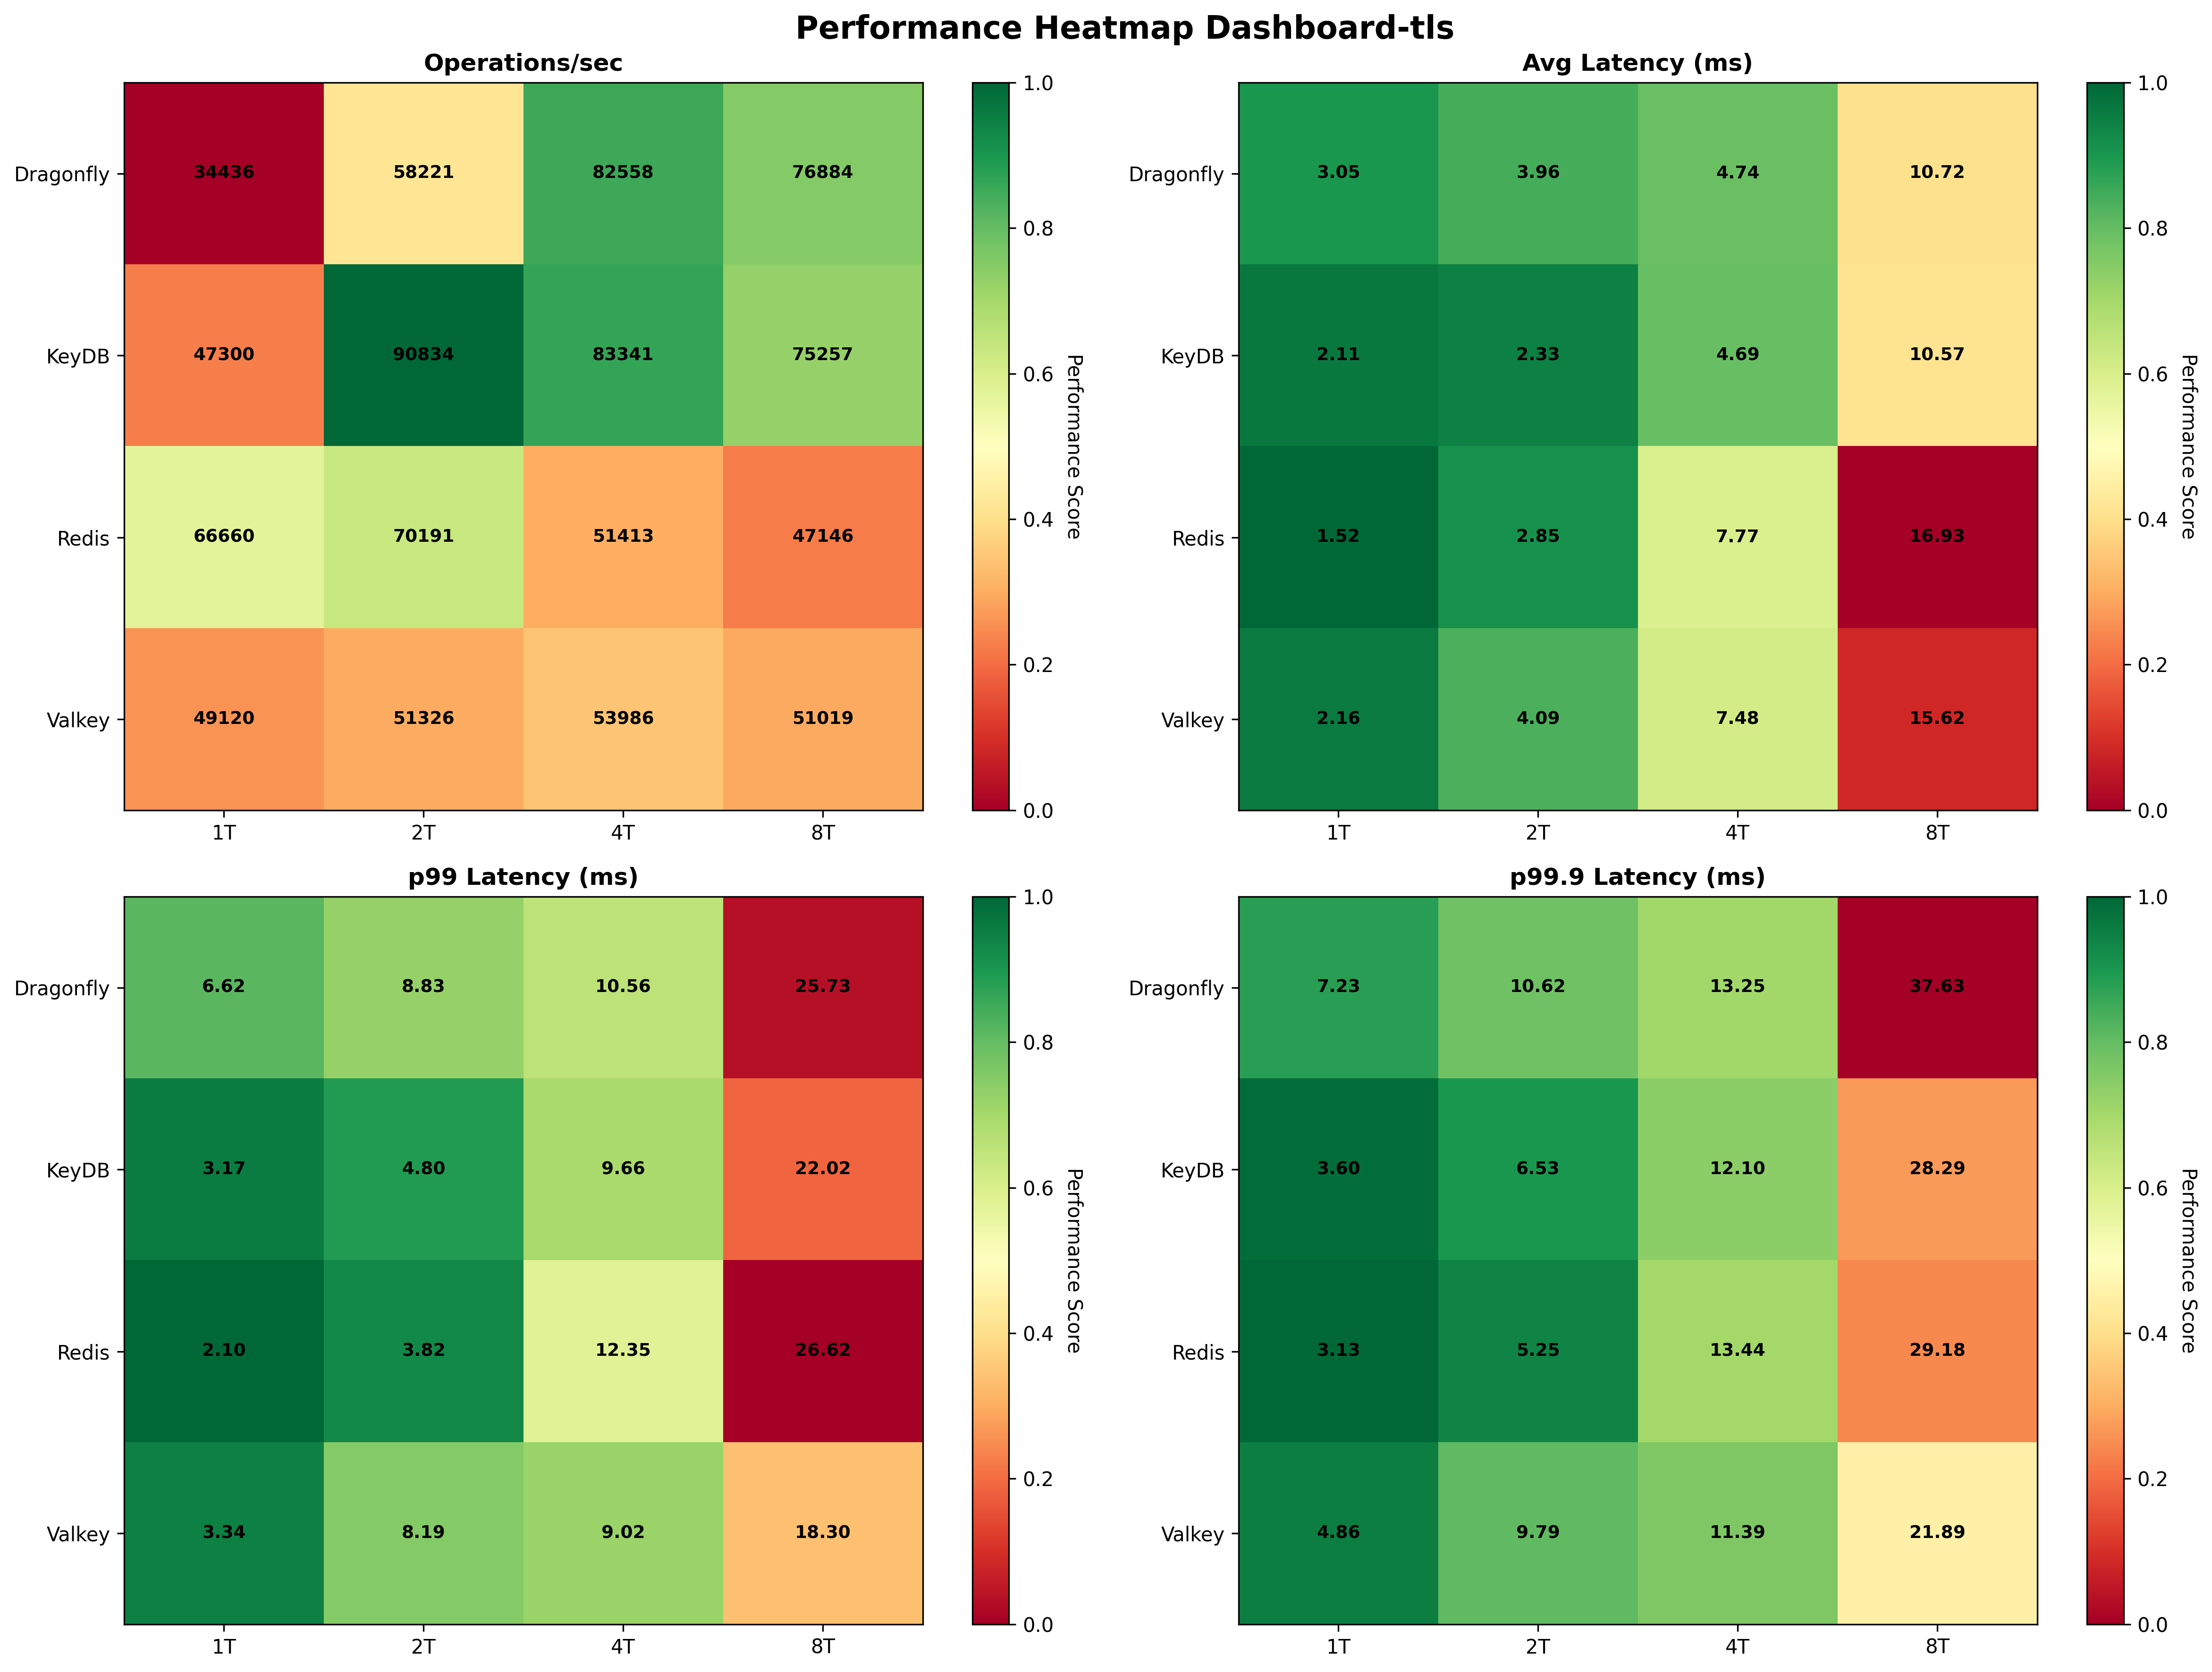 Performance Heatmap Dashboard-tls
Operations/sec
Dragonfly 34436 58221 82558 76884
KeyDB 47300 90834 83341 75257
Redis 66660 70191 51413 47146
Valkey 49120 51326 53986 51019
1T 2T 4T 8T
1.0
0.8
0.6
0.4
0.2
0.0
Performance Score
Avg Latency (ms)
Dragonfly 3.05 3.96 4.74 10.72
KeyDB 2.11 2.33 4.69 10.57
Redis 1.52 2.85 7.77 16.93
Valkey 2.16 4.09 7.48 15.62
1T 2T 4T 8T
1.0
0.8
0.6
0.4
0.2
0.0
Performance Score
p99 Latency (ms)
Dragonfly 6.62 8.83 10.56 25.73
KeyDB 3.17 4.80 9.66 22.02
Redis 2.10 3.82 12.35 26.62
Valkey 3.34 8.19 9.02 18.30
1T 2T 4T 8T
1.0
0.8
0.6
0.4
0.2
0.0
Performance Score
p99.9 Latency (ms)
Dragonfly 7.23 10.62 13.25 37.63
KeyDB 3.60 6.53 12.10 28.29
Redis 3.13 5.25 13.44 29.18
Valkey 4.86 9.79 11.39 21.89
1T 2T 4T 8T
1.0
0.8
0.6
0.4
0.2
0.0
Performance Score